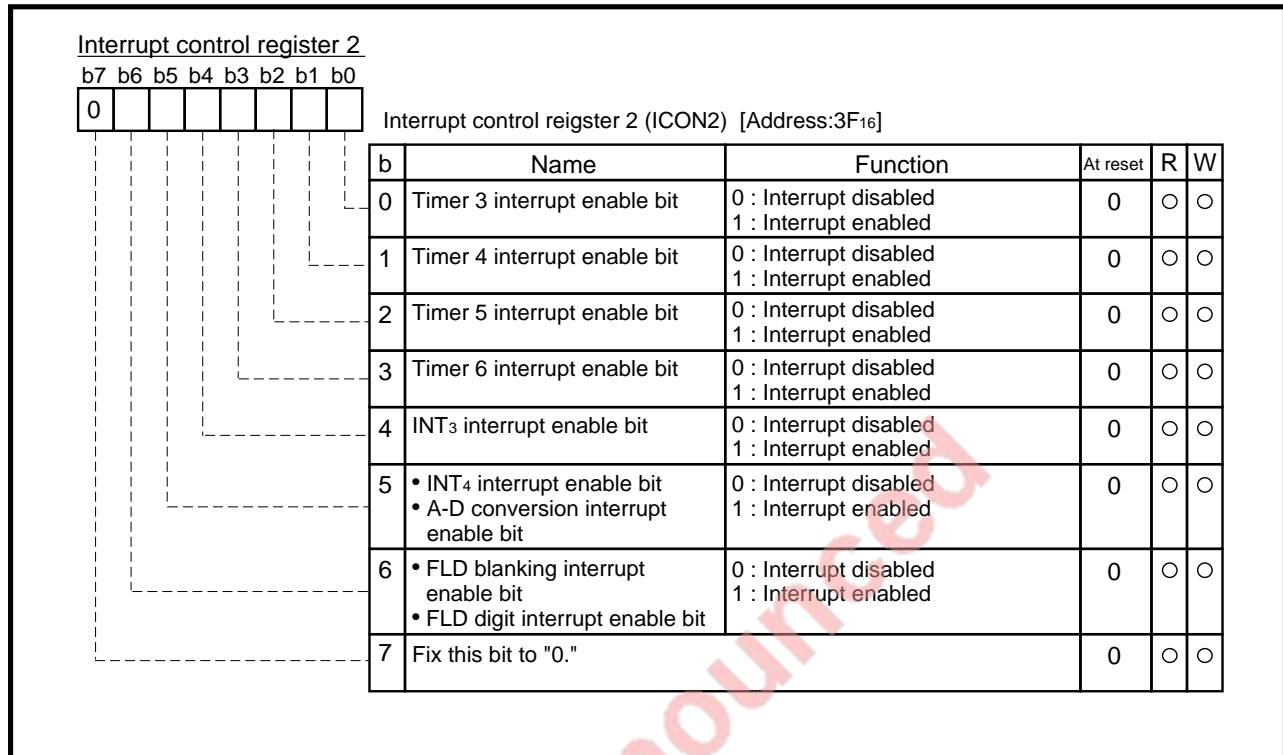 Interrupt control register 2
b7 b6 b5 b4 b3 b2 b1 b0
0
Interrupt control reigster 2 (ICON2) [Address:3F16]
b Name Function At reset R W
0 Timer 3 interrupt enable bit 0 : Interrupt disabled 0 ○ ○
1 : Interrupt enabled
1 Timer 4 interrupt enable bit 0 : Interrupt disabled 0 ○ ○
1 : Interrupt enabled
2 Timer 5 interrupt enable bit 0 : Interrupt disabled 0 ○ ○
1 : Interrupt enabled
3 Timer 6 interrupt enable bit 0 : Interrupt disabled 0 ○ ○
1 : Interrupt enabled
4 INT3 interrupt enable bit 0 : Interrupt disabled 0 ○ ○
1 : Interrupt enabled
5 • INT4 interrupt enable bit 0 : Interrupt disabled 0 ○ ○
• A-D conversion interrupt 1 : Interrupt enabled
enable bit
6 • FLD blanking interrupt 0 : Interrupt disabled 0 ○ ○
enable bit 1 : Interrupt enabled
• FLD digit interrupt enable bit
7 Fix this bit to "0." 0 ○ ○